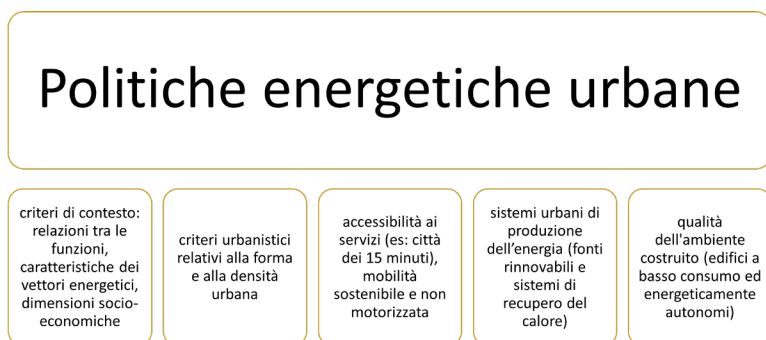 Politiche energetiche urbane
criteri di contesto:
relazioni tra le
funzioni,
caratteristiche dei
vettori energetici,
dimensioni socio-
economiche
criteri urbanistici
relativi alla forma
e alla densità
urbana
accessibilità ai
servizi (es: città
dei 15 minuti),
mobilità
sostenibile e non
motorizzata
sistemi urbani di
produzione
dell’energia (fonti
rinnovabili e
sistemi di
recupero del
calore)
qualità
dell'ambiente
costruito (edifici a
basso consumo ed
energeticamente
autonomi)